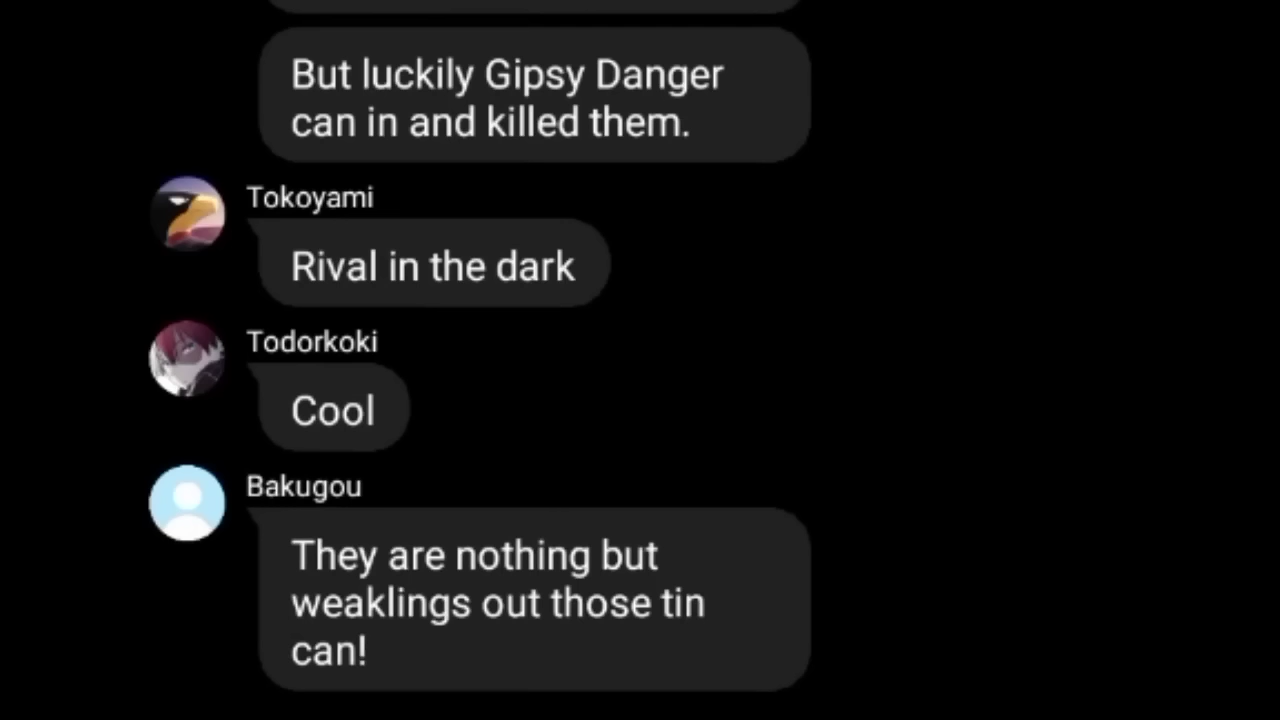 But luckily Gipsy Danger
can in and killed them.
Tokoyami
Rival in the dark
Todorkoki
Cool
Bakugou
They are nothing but
weaklings out those tin
can!